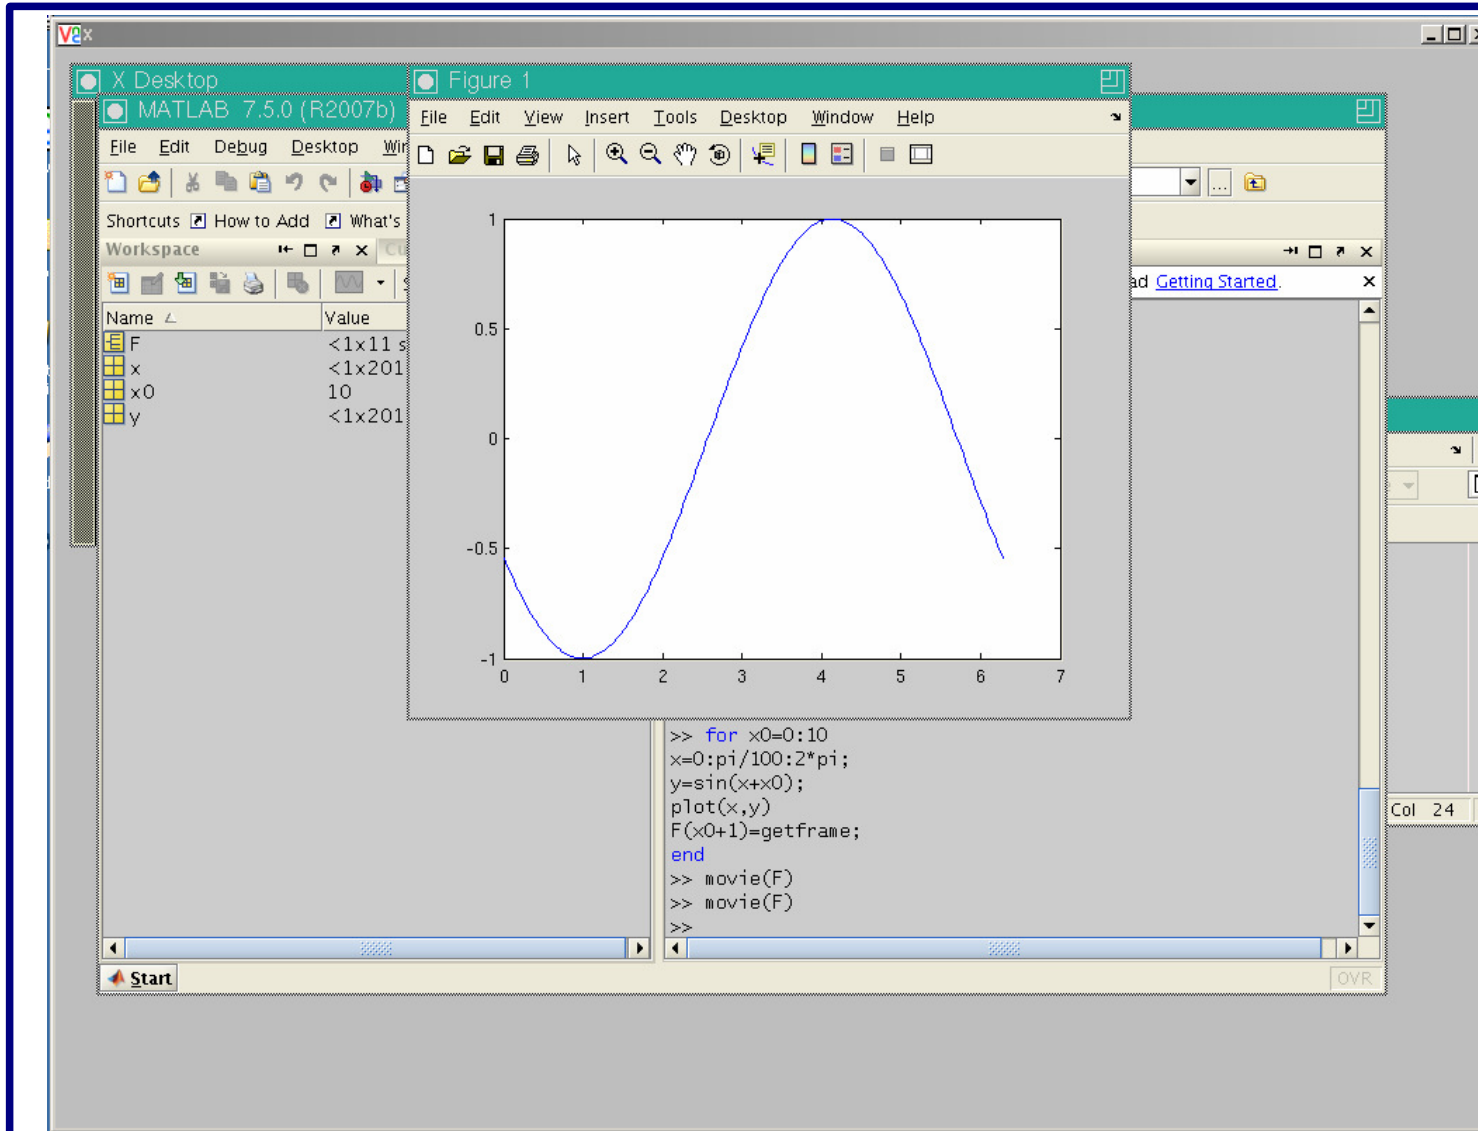 X Desktop
Figure 1
MATLAB 7.5.0 (R2007b)
File Edit View Insert Tools Desktop Window Help
File Edit Debug Desktop
Shortcuts How to Add What's
Workspace
ad Getting Started.
Name Value
F <1x11 s
x <1x201
x0 10
y <1x201
1
0.5
0
-0.5
-1
0 1 2 3 4 5 6 7
>> for x0=0:10
x=0:pi/100:2*pi;
y=sin(x+x0);
plot(x,y)
F(x0+1)=getframe;
end
>> movie(F)
>> movie(F)
>>
Col 24
Start
OVR